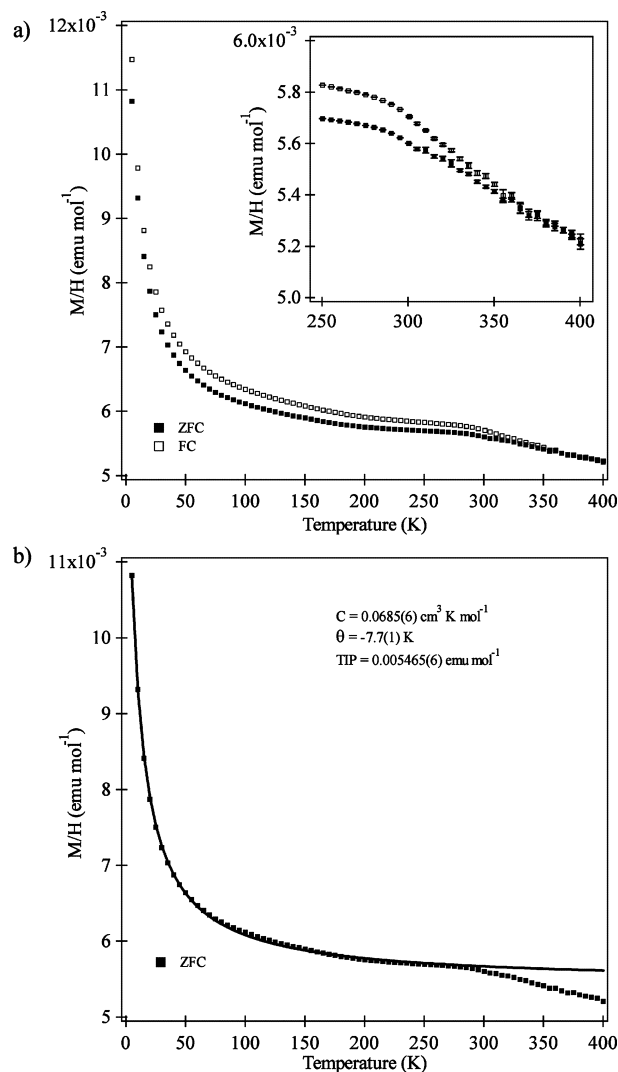 a)
12x10⁻³
11
10
9
8
7
6
5
M/H (emu mol⁻¹)
0
50
100
150
200
250
300
350
400
Temperature (K)
ZFC
FC
6.0x10⁻³
5.8
5.6
5.4
5.2
5.0
M/H (emu mol⁻¹)
250
300
350
400
b)
11x10⁻³
10
9
8
7
6
5
M/H (emu mol⁻¹)
C = 0.0685(6) cm³ K mol⁻¹
θ = -7.7(1) K
TIP = 0.005465(6) emu mol⁻¹
ZFC
0
50
100
150
200
250
300
350
400
Temperature (K)